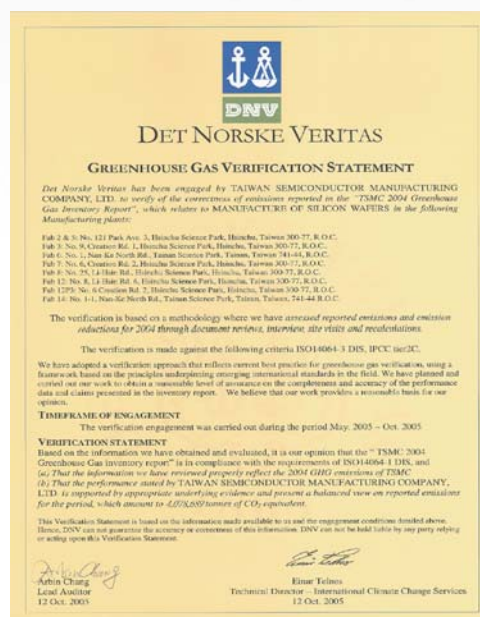 DNV
DET NORSKE VERITAS
GREENHOUSE GAS VERIFICATION STATEMENT
Det Norske Veritas has been engaged by TAIWAN SEMICONDUCTOR MANUFACTURING
COMPANY, LTD. to verify of the correctness of emissions reported in the "TSMC 2004 Greenhouse
Gas Inventory Report", which relates to MANUFACTURE OF SILICON WAFERS in the following
Manufacturing plants:
Fab 2 & 5: No. 121 Park Ave. 3, Hsinchu Science Park, Hsinchu, Taiwan 300-77, R.O.C.
Fab 3: No. 9, Creation Rd. 1, Hsinchu Science Park, Hsinchu, Taiwan 300-77, R.O.C.
Fab 6: No. 1, Nan-Ke North Rd., Tainan Science Park, Tainan, Taiwan 741-44, R.O.C.
Fab 7: No. 6, Creation Rd. 2, Hsinchu Science Park, Hsinchu, Taiwan 300-77, R.O.C.
Fab 8: No. 25, Li-Hsin Rd., Hsinchu Science Park, Hsinchu, Taiwan 300-77, R.O.C.
Fab 12: No. 8, Li-Hsin Rd. 6, Hsinchu Science Park, Hsinchu, Taiwan 300-77, R.O.C.
No. 6 Creation Rd. 2, Hsinchu Science Park, Hsinchu, Taiwan 300-77, R.O.C.
Fab 14: No. 1-1, Nan-Ke North Rd., Tainan Science Park, Tainan, Taiwan, 741-44 R.O.C.
The verification is based on a methodology where we have assessed reported emissions and emission
reductions for 2004 through document reviews, interview, site visits and recalculations.
The verification is made against the following criteria ISO14064-3 DIS, IPCC tier2C.
We have adopted a verification approach that reflects current best practice for greenhouse gas verification, using a
framework based on the principles underpinning emerging international standards in the field. We have planned and
carried out our work to obtain a reasonable level of assurance on the completeness and accuracy of the performance
data and claims presented in the inventory report. We believe that our work provides a reasonable basis for our
opinion.
TIMEFRAME OF ENGAGEMENT
The verification engagement was carried out during the period May. 2005 – Oct. 2005
VERIFICATION STATEMENT
Based on the information we have obtained and evaluated, it is our opinion that the " TSMC 2004
Greenhouse Gas inventory report" is in compliance with the requirements of ISO14064-1 DIS, and
(a) That the information we have reviewed properly reflect the 2004 GHG emissions of TSMC
(b) That the performance stated by TAIWAN SEMICONDUCTOR MANUFACTURING COMPANY,
LTD. is supported by appropriate underlying evidence and present a balanced view on reported emissions
for the period, which amount to tonnes of CO₂ equivalent.
This Verification Statement is based on the information made available to us and the engagement conditions detailed above.
Hence, DNV can not guarantee the accuracy or correctness of this information. DNV can not be held liable by any party relying
or acting upon this Verification Statement.
Arbin Chang
Lead Auditor
12 Oct. 2005
Einar Telnes
Technical Director – International Climate Change Services
12 Oct. 2005